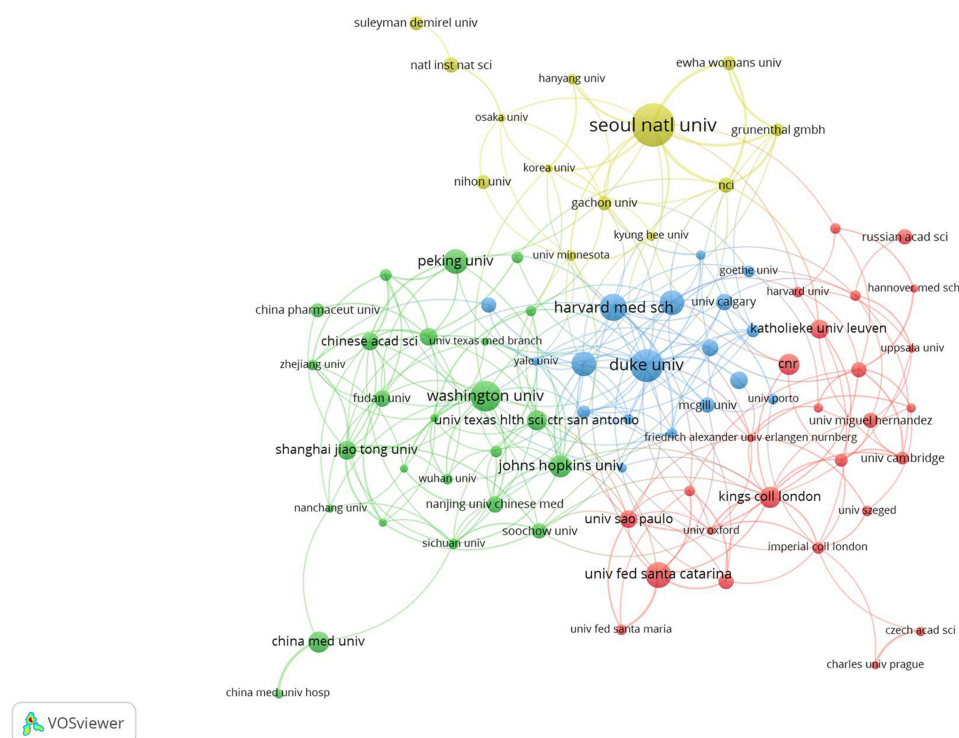 suleyman demirel univ
natl inst nat sci
ewha womans univ
hanyang univ
osaka univ
seoul natl univ
grunenthal gmbh
korea univ
nihon univ
nci
gachon univ
kyung hee univ
russian acad sci
univ minnesota
peking univ
goethe univ
harvard univ
hannover med sch
china pharmaceut univ
harvard med sch
univ calgary
katholieke univ leuven
chinese acad sci
univ texas med branch
uppsala univ
zhejiang univ
yale univ
duke univ
cnr
fudan univ
washington univ
univ porto
mcgill univ
univ texas hlth sci ctr san antonio
univ miguel hernandez
friedrich alexander univ erlangen nurnberg
shanghai jiao tong univ
univ cambridge
johns hopkins univ
wuhan univ
kings coll london
nanchang univ
nanjing univ chinese med
univ szeged
univ sao paulo
soochow univ
univ oxford
sichuan univ
imperial coll london
univ fed santa catarina
univ fed santa maria
czech acad sci
china med univ
charles univ prague
china med univ hosp
VOSviewer